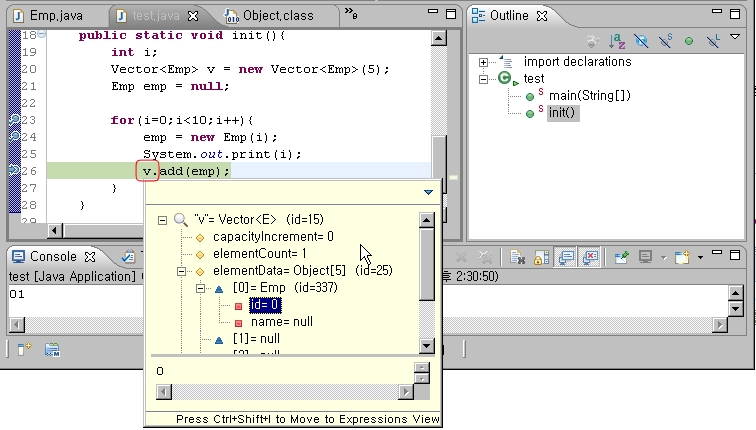 Emp.java
test.java
Object.class
»8
Outline
18 public static void init(){
19 int i;
20 Vector<Emp> v = new Vector<Emp>(5);
21 Emp emp = null;
22
23 for(i=0;i<10;i++){
24 emp = new Emp(i);
25 System.out.print(i);
26 v.add(emp);
27 }
28 }
29
import declarations
test
main(String[])
init()
"v"= Vector<E> (id=15)
capacityIncrement= 0
elementCount= 1
elementData= Object[5] (id=25)
[0]= Emp (id=337)
id= 0
name= null
[1]= null
[2]= null
0
Press Ctrl+Shift+I to Move to Expressions View
Console
test [Java Application]
2:30:50)
01